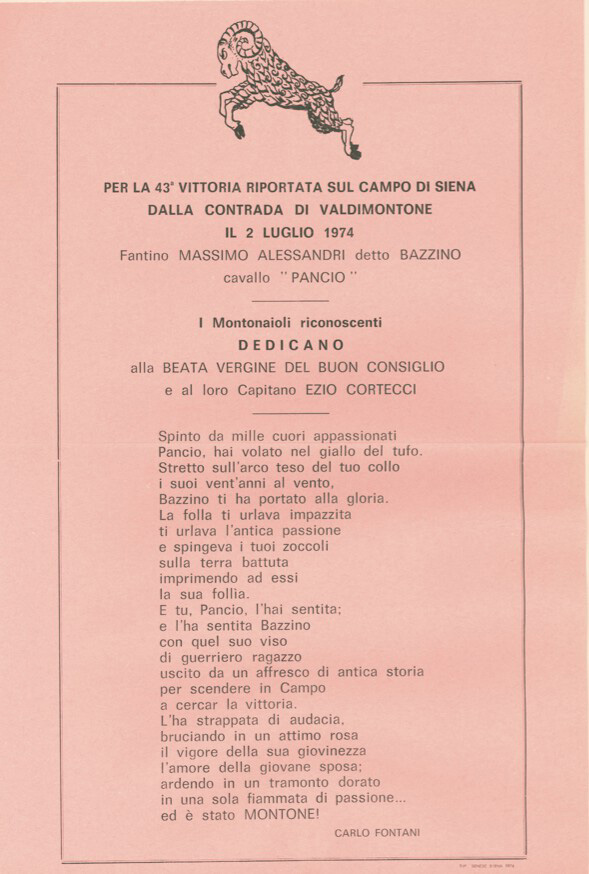 PER LA 43ª VITTORIA RIPORTATA SUL CAMPO DI SIENA
DALLA CONTRADA DI VALDIMONTONE
IL 2 LUGLIO 1974
Fantino MASSIMO ALESSANDRI detto BAZZINO
cavallo "PANCIO"
I Montonaioli riconoscenti
DEDICANO
alla BEATA VERGINE DEL BUON CONSIGLIO
e al loro Capitano EZIO CORTECCI
Spinto da mille cuori appassionati
Pancio, hai volato nel giallo del tufo.
Stretto sull'arco teso del tuo collo
i suoi vent'anni al vento,
Bazzino ti ha portato alla gloria.
La folla ti urlava impazzita
ti urlava l'antica passione
e spingeva i tuoi zoccoli
sulla terra battuta
imprimendo ad essi
la sua follìa.
E tu, Pancio, l'hai sentita;
e l'ha sentita Bazzino
con quel suo viso
di guerriero ragazzo
uscito da un affresco di antica storia
per scendere in Campo
a cercar la vittoria.
L'ha strappata di audacia,
bruciando in un attimo rosa
il vigore della sua giovinezza
l'amore della giovane sposa;
ardendo in un tramonto dorato
in una sola fiammata di passione...
ed è stato MONTONE!
CARLO FONTANI